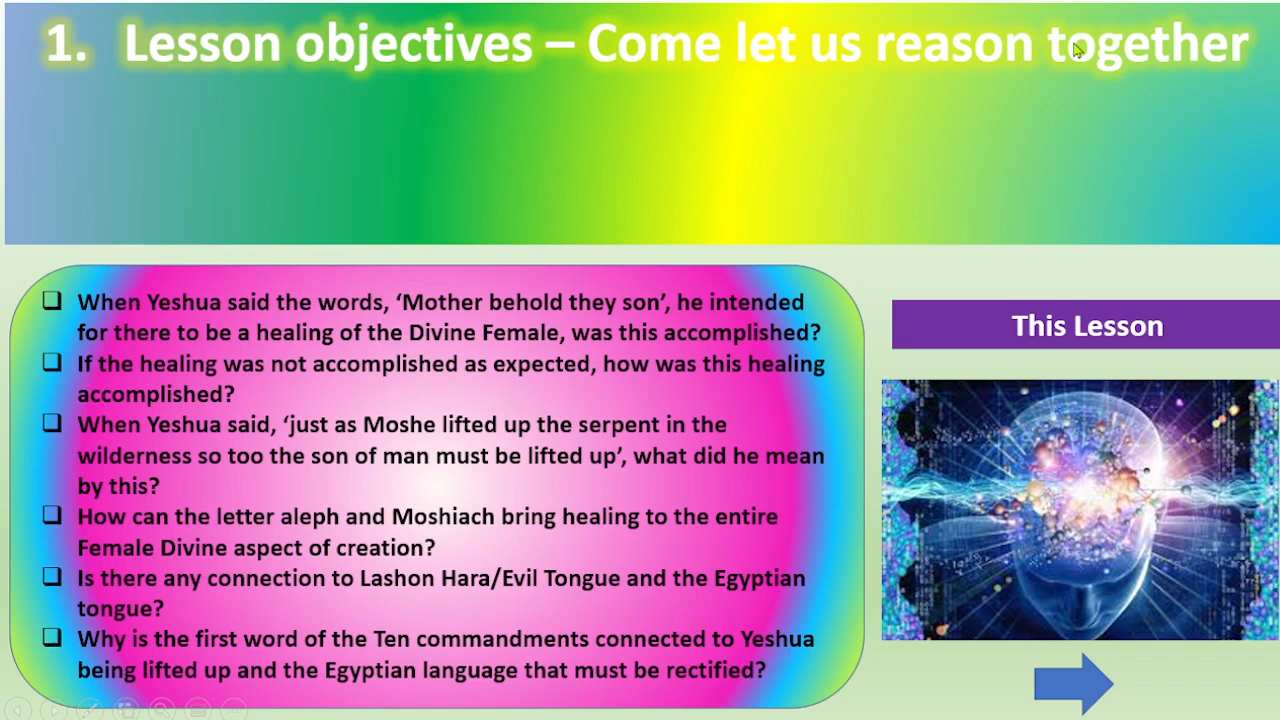 1. Lesson objectives – Come let us reason together
❑ When Yeshua said the words, ‘Mother behold they son’, he intended
for there to be a healing of the Divine Female, was this accomplished?
❑ If the healing was not accomplished as expected, how was this healing
accomplished?
❑ When Yeshua said, ‘just as Moshe lifted up the serpent in the
wilderness so too the son of man must be lifted up’, what did he mean
by this?
❑ How can the letter aleph and Moshiach bring healing to the entire
Female Divine aspect of creation?
❑ Is there any connection to Lashon Hara/Evil Tongue and the Egyptian
tongue?
❑ Why is the first word of the Ten commandments connected to Yeshua
being lifted up and the Egyptian language that must be rectified?
This Lesson